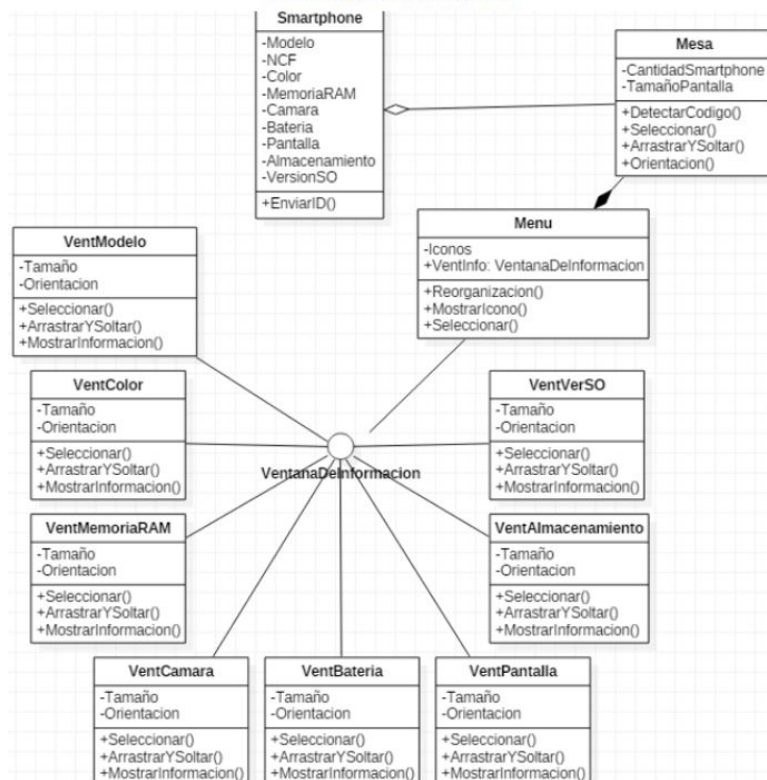 Smartphone
-Modelo
-NCF
-Color
-MemoriaRAM
-Camara
-Bateria
-Pantalla
-Almacenamiento
-VersionSO
+EnviarID()
Mesa
-CantidadSmartphone
-TamañoPantalla
+DetectarCodigo()
+Seleccionar()
+ArrastrarYSoltar()
+Orientacion()
Menu
-Iconos
+VentInfo: VentanaDeInformacion
+Reorganizacion()
+MostrarIcono()
+Seleccionar()
VentModelo
-Tamaño
-Orientacion
+Seleccionar()
+ArrastrarYSoltar()
+MostrarInformacion()
VentColor
-Tamaño
-Orientacion
+Seleccionar()
+ArrastrarYSoltar()
+MostrarInformacion()
VentVerSO
-Tamaño
-Orientacion
+Seleccionar()
+ArrastrarYSoltar()
+MostrarInformacion()
VentanaDeInformacion
VentMemoriaRAM
-Tamaño
-Orientacion
+Seleccionar()
+ArrastrarYSoltar()
+MostrarInformacion()
VentAlmacenamiento
-Tamaño
-Orientacion
+Seleccionar()
+ArrastrarYSoltar()
+MostrarInformacion()
VentCamara
-Tamaño
-Orientacion
+Seleccionar()
+ArrastrarYSoltar()
+MostrarInformacion()
VentBateria
-Tamaño
-Orientacion
+Seleccionar()
+ArrastrarYSoltar()
+MostrarInformacion()
VentPantalla
-Tamaño
-Orientacion
+Seleccionar()
+ArrastrarYSoltar()
+MostrarInformacion()